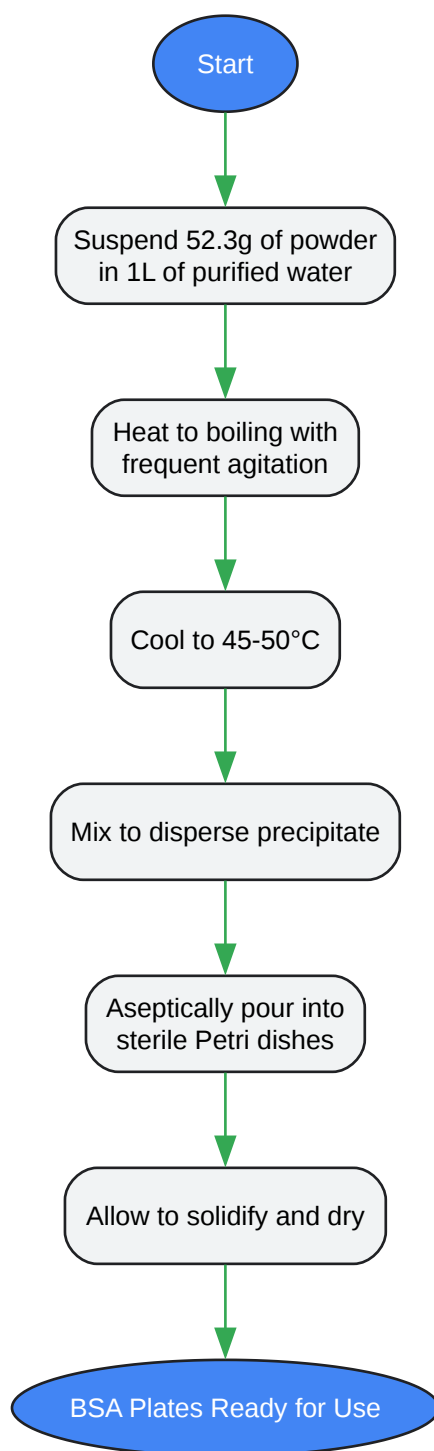 Start
Suspend 52.3g of powder
in 1L of purified water
Heat to boiling with
frequent agitation
Cool to 45-50°C
Mix to disperse precipitate
Aseptically pour into
sterile Petri dishes
Allow to solidify and dry
BSA Plates Ready for Use